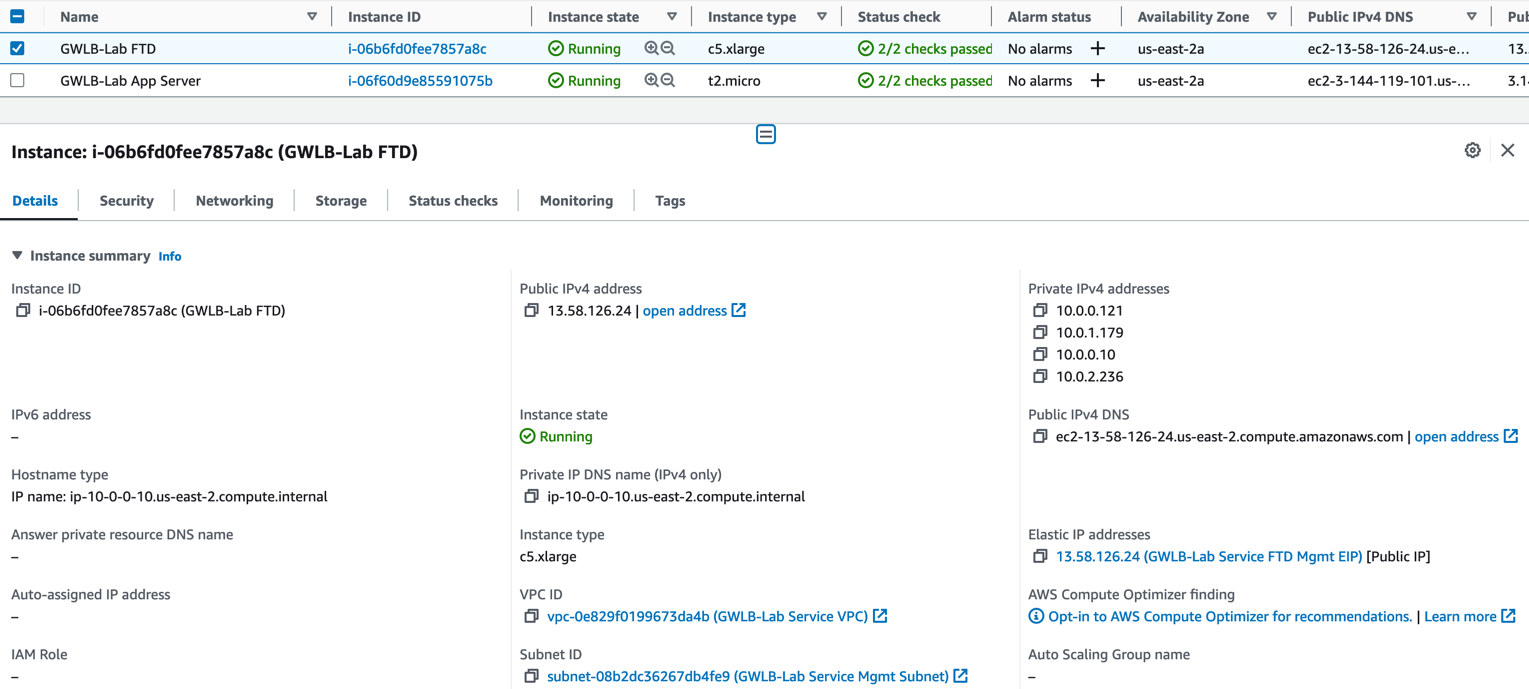 Name Instance ID Instance state Instance type Status check Alarm status Availability Zone Public IPv4 DNS Pul
GWLB-Lab FTD i-06b6fd0fee7857a8c Running c5.xlarge 2/2 checks passed No alarms + us-east-2a ec2-13-58-126-24.us-e... 13.
GWLB-Lab App Server i-06f60d9e85591075b Running t2.micro 2/2 checks passed No alarms + us-east-2a ec2-3-144-119-101.us-... 3.1
Instance: i-06b6fd0fee7857a8c (GWLB-Lab FTD)
Details Security Networking Storage Status checks Monitoring Tags
Instance summary Info
Instance ID
i-06b6fd0fee7857a8c (GWLB-Lab FTD)
Public IPv4 address
13.58.126.24 | open address
Private IPv4 addresses
10.0.0.121
10.0.1.179
10.0.0.10
10.0.2.236
IPv6 address
–
Instance state
Running
Public IPv4 DNS
ec2-13-58-126-24.us-east-2.compute.amazonaws.com | open address
Hostname type
IP name: ip-10-0-0-10.us-east-2.compute.internal
Private IP DNS name (IPv4 only)
ip-10-0-0-10.us-east-2.compute.internal
Answer private resource DNS name
–
Instance type
c5.xlarge
Elastic IP addresses
13.58.126.24 (GWLB-Lab Service FTD Mgmt EIP) [Public IP]
Auto-assigned IP address
–
VPC ID
vpc-0e829f0199673da4b (GWLB-Lab Service VPC)
AWS Compute Optimizer finding
Opt-in to AWS Compute Optimizer for recommendations. | Learn more
IAM Role
–
Subnet ID
subnet-08b2dc36267db4fe9 (GWLB-Lab Service Mgmt Subnet)
Auto Scaling Group name
–